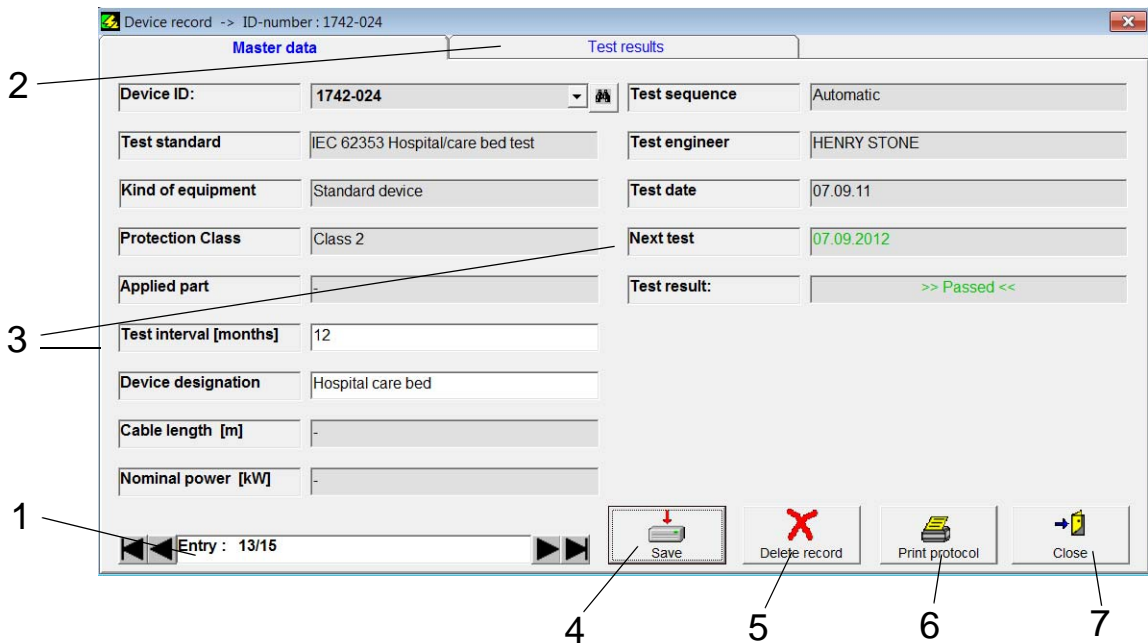 Device record -> ID-number : 1742-024
Master data
Test results
2
Device ID:
1742-024
Test sequence
Automatic
Test standard
IEC 62353 Hospital/care bed test
Test engineer
HENRY STONE
Kind of equipment
Standard device
Test date
07.09.11
Protection Class
Class 2
Next test
07.09.2012
Applied part
-
Test result:
>> Passed <<
3
Test interval [months]
12
Device designation
Hospital care bed
Cable length [m]
-
Nominal power [kW]
-
1
Entry : 13/15
Save
Delete record
Print protocol
Close
4
5
6
7